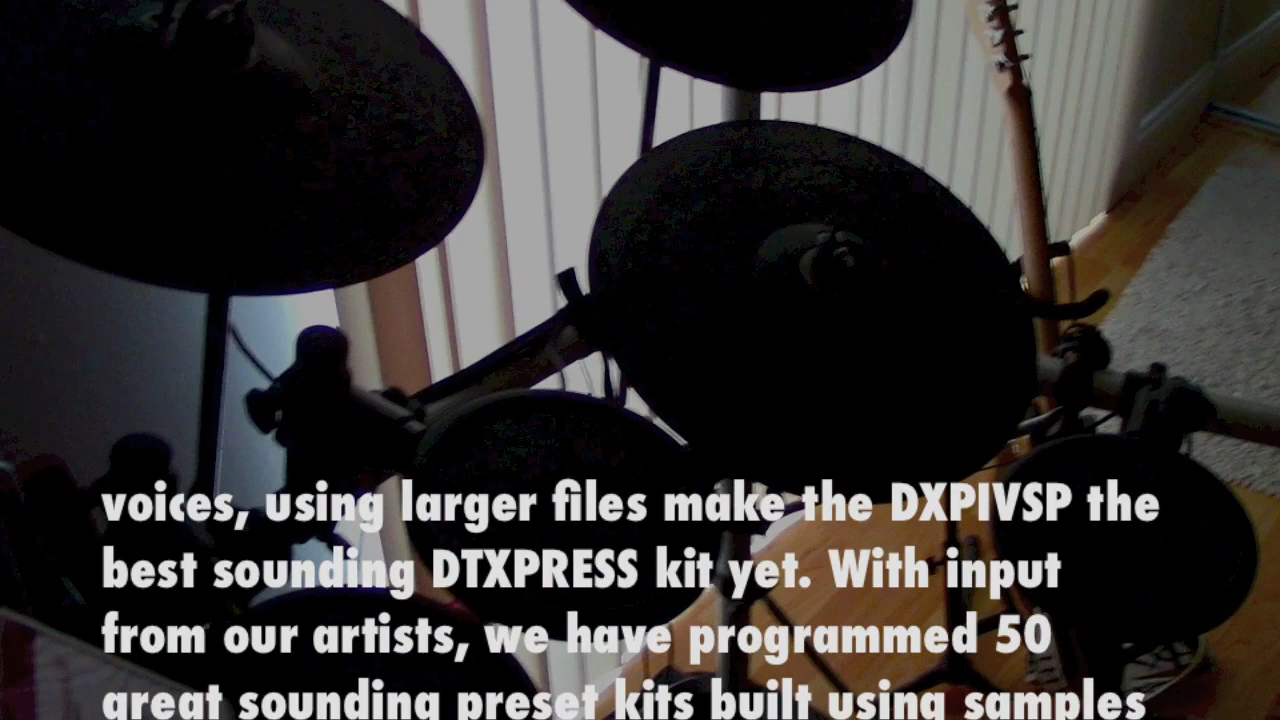 voices, using larger files make the DXPIVSP the
best sounding DTXPRESS kit yet. With input
from our artists, we have programmed 50
great sounding preset kits built using samples